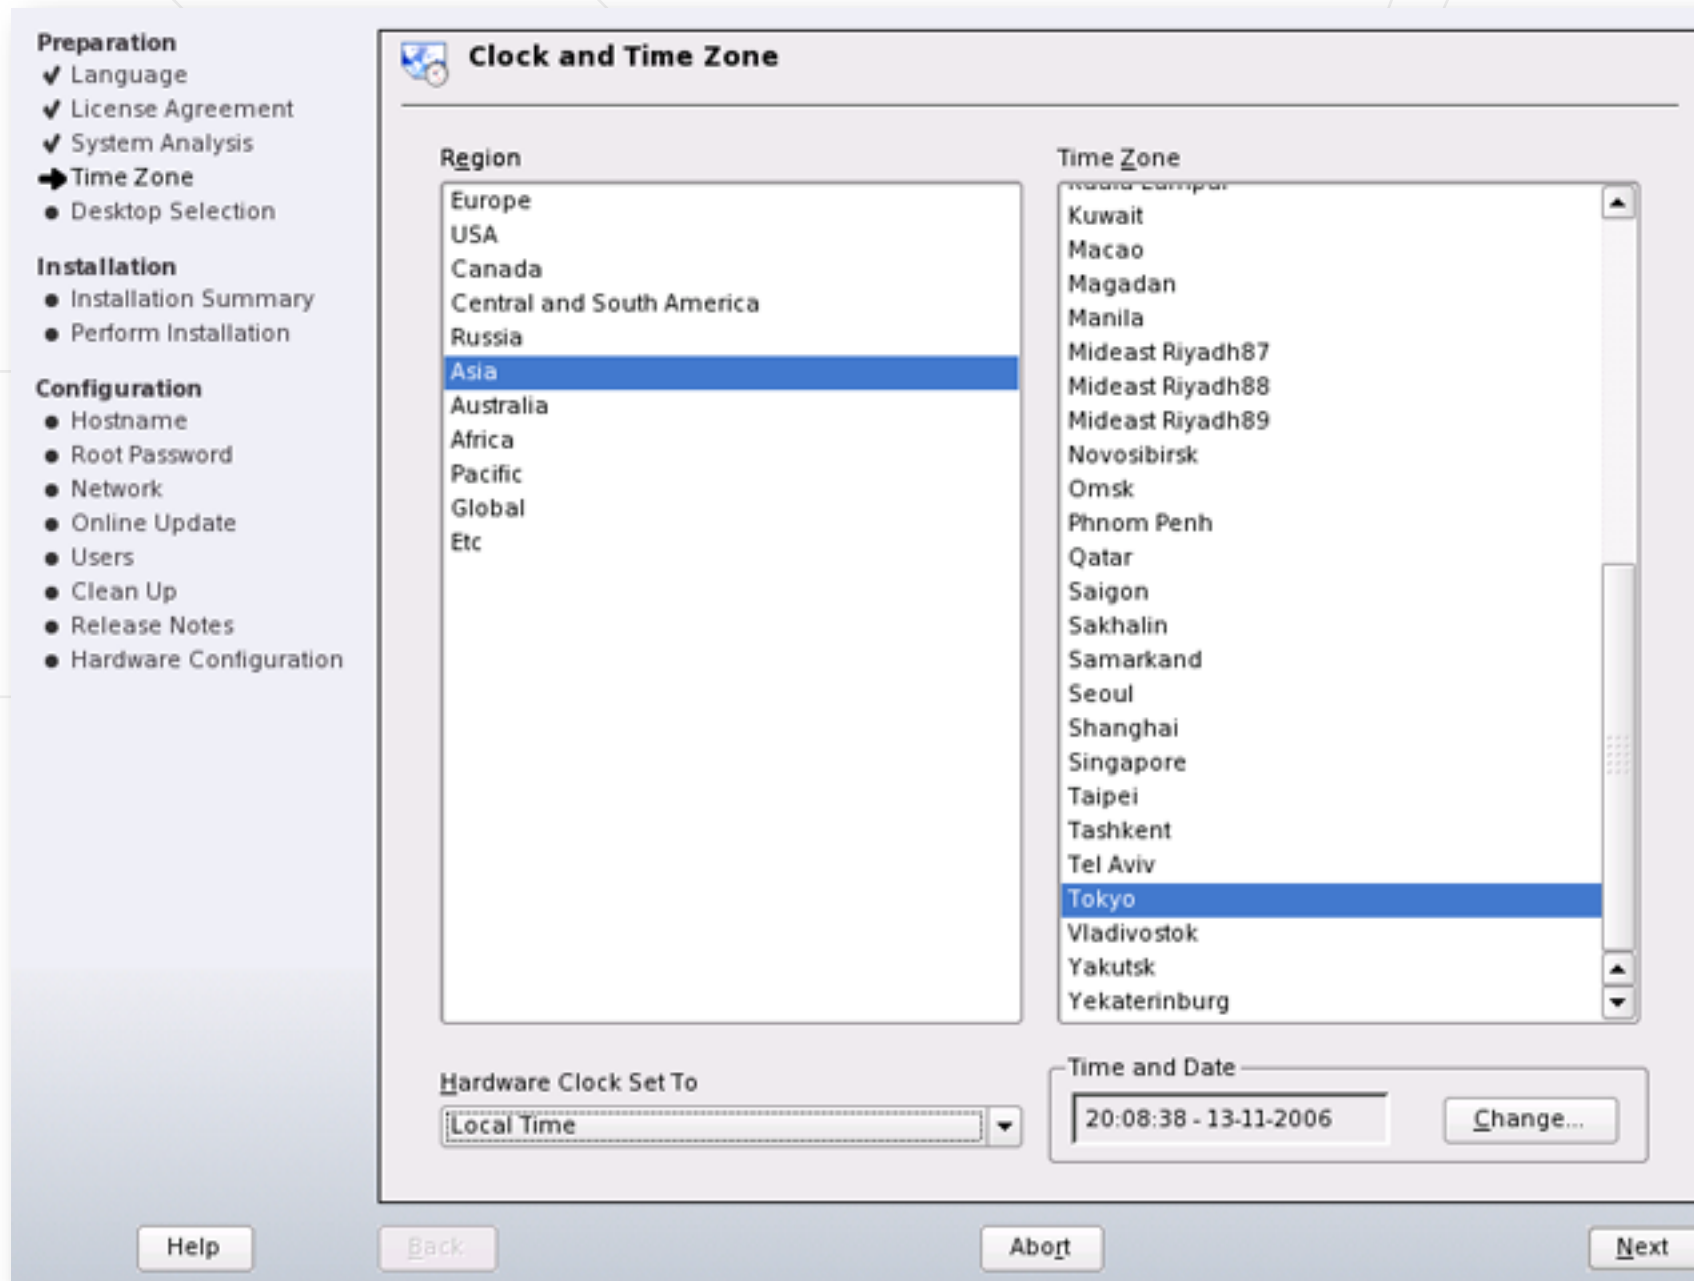 Preparation
Language
License Agreement
System Analysis
Time Zone
Desktop Selection
Installation
Installation Summary
Perform Installation
Configuration
Hostname
Root Password
Network
Online Update
Users
Clean Up
Release Notes
Hardware Configuration
Clock and Time Zone
Region
Europe
USA
Canada
Central and South America
Russia
Asia
Australia
Africa
Pacific
Global
Etc
Time Zone
Kuala Lumpur
Kuwait
Macao
Magadan
Manila
Mideast Riyadh87
Mideast Riyadh88
Mideast Riyadh89
Novosibirsk
Omsk
Phnom Penh
Qatar
Saigon
Sakhalin
Samarkand
Seoul
Shanghai
Singapore
Taipei
Tashkent
Tel Aviv
Tokyo
Vladivostok
Yakutsk
Yekaterinburg
Hardware Clock Set To
Local Time
Time and Date
20:08:38 - 13-11-2006
Change...
Help
Back
Abort
Next